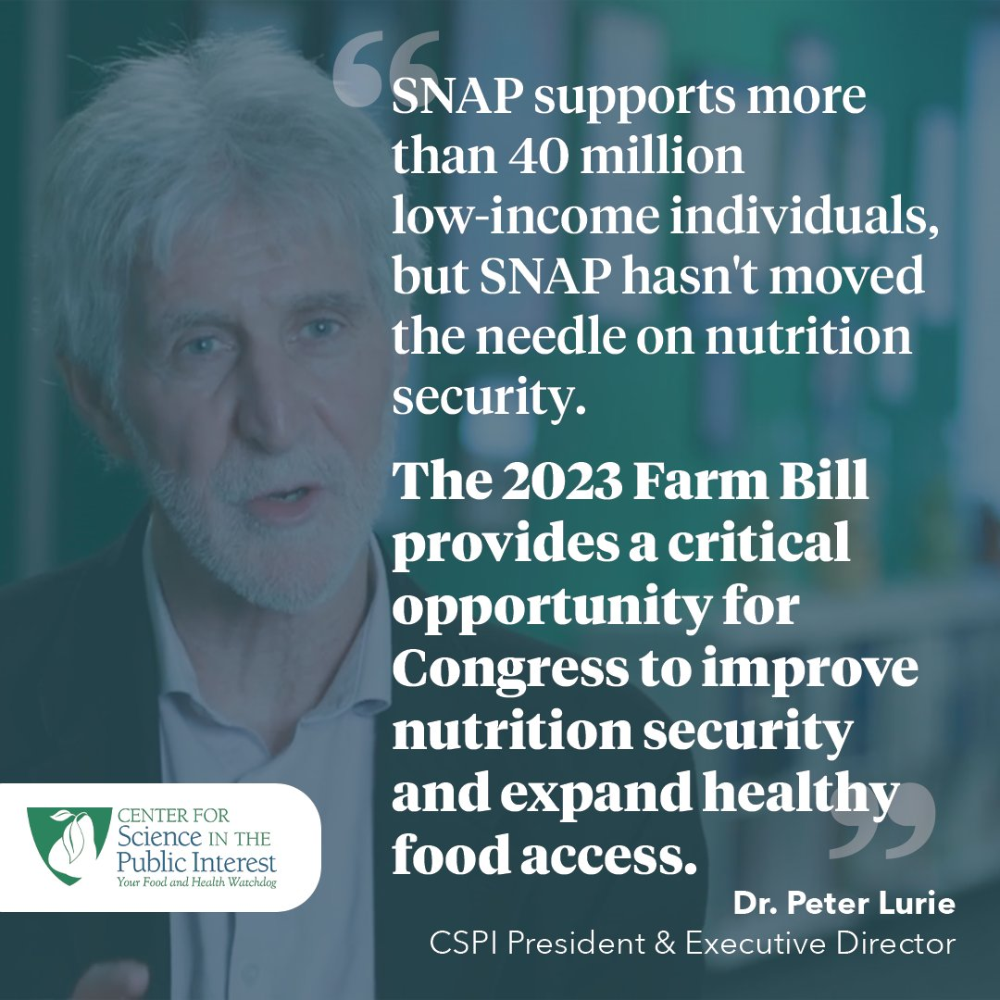 “
SNAP supports more
than 40 million
low-income individuals,
but SNAP hasn't moved
the needle on nutrition
security.
The 2023 Farm Bill
provides a critical
opportunity for
Congress to improve
nutrition security
and expand healthy
food access.
”
Dr. Peter Lurie
CSPI President & Executive Director
CENTER FOR
Science IN THE
Public Interest
Your Food and Health Watchdog